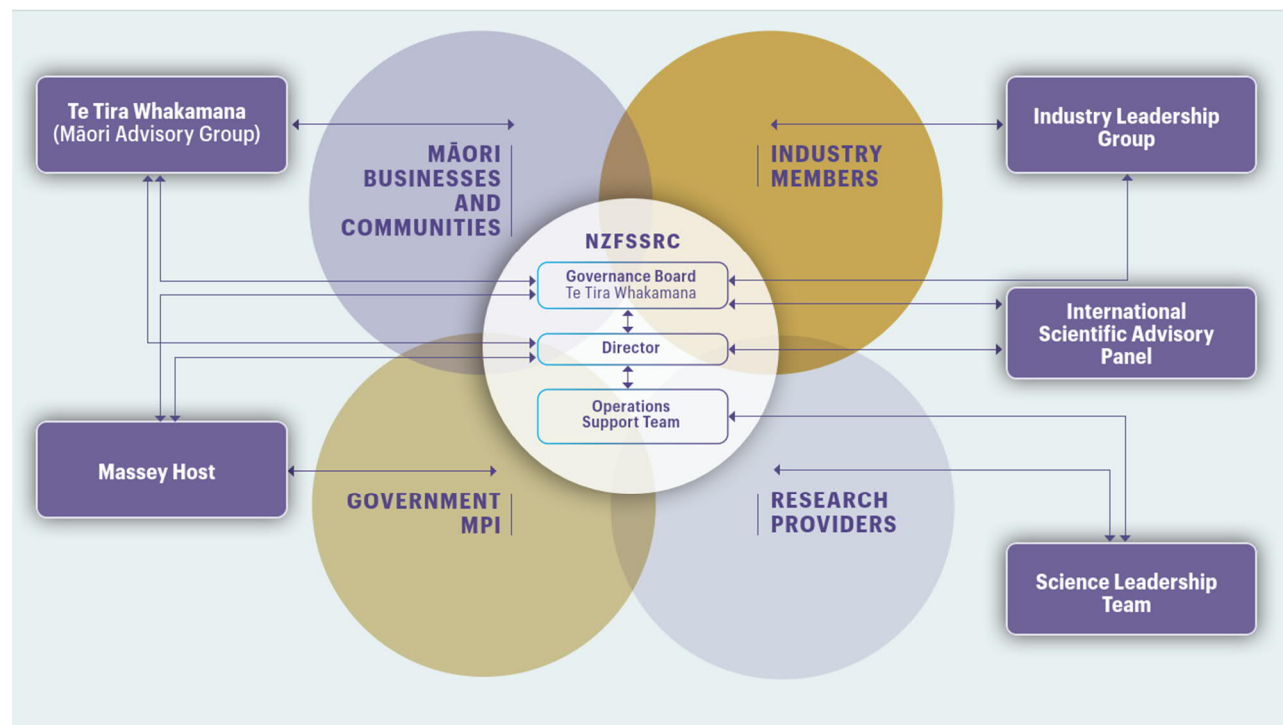 Te Tira Whakamana
(Māori Advisory Group)
MĀORI
BUSINESSES
AND
COMMUNITIES
INDUSTRY
MEMBERS
Industry Leadership
Group
NZFSSRC
Governance Board
Te Tira Whakamana
Director
Operations
Support Team
International
Scientific Advisory
Panel
Massey Host
GOVERNMENT
MPI
RESEARCH
PROVIDERS
Science Leadership
Team